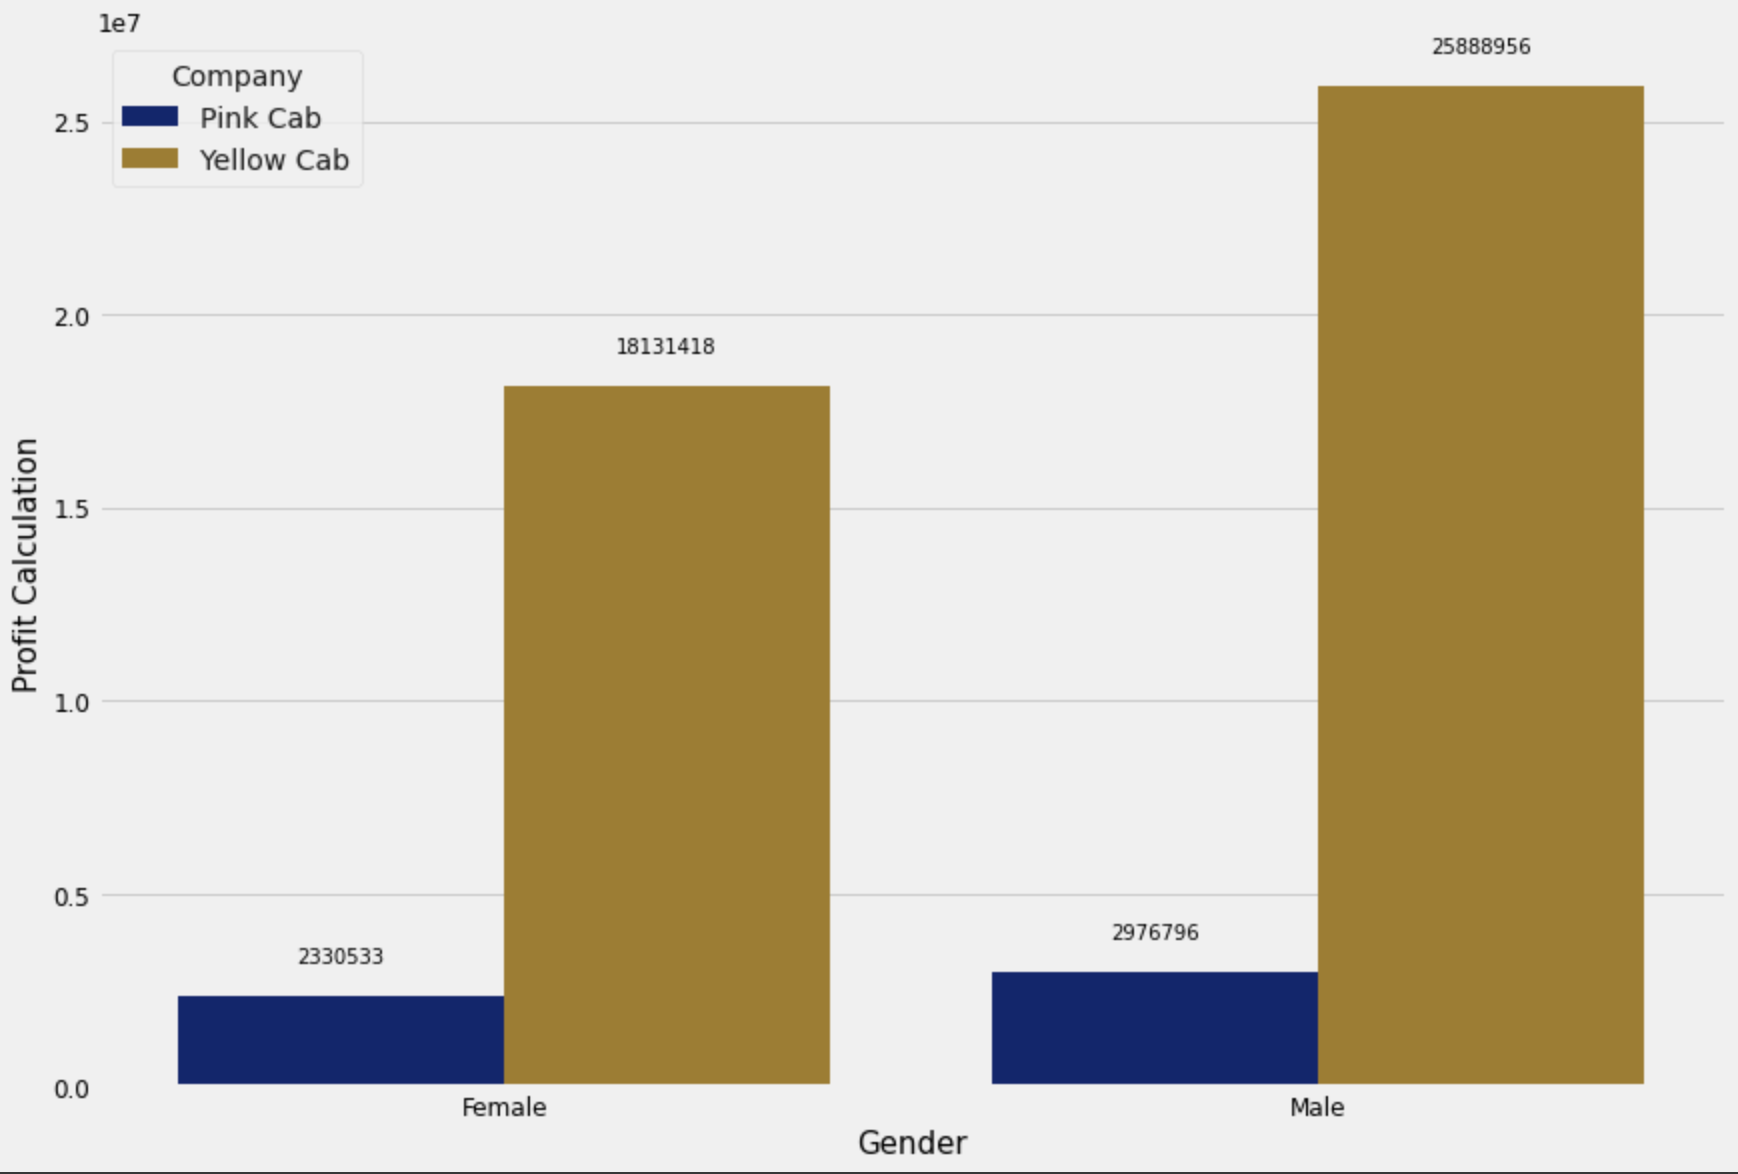 1e7
Company
Pink Cab
Yellow Cab
25888956
2.5
2.0
18131418
1.5
Profit Calculation
1.0
0.5
2976796
2330533
0.0
Female
Male
Gender